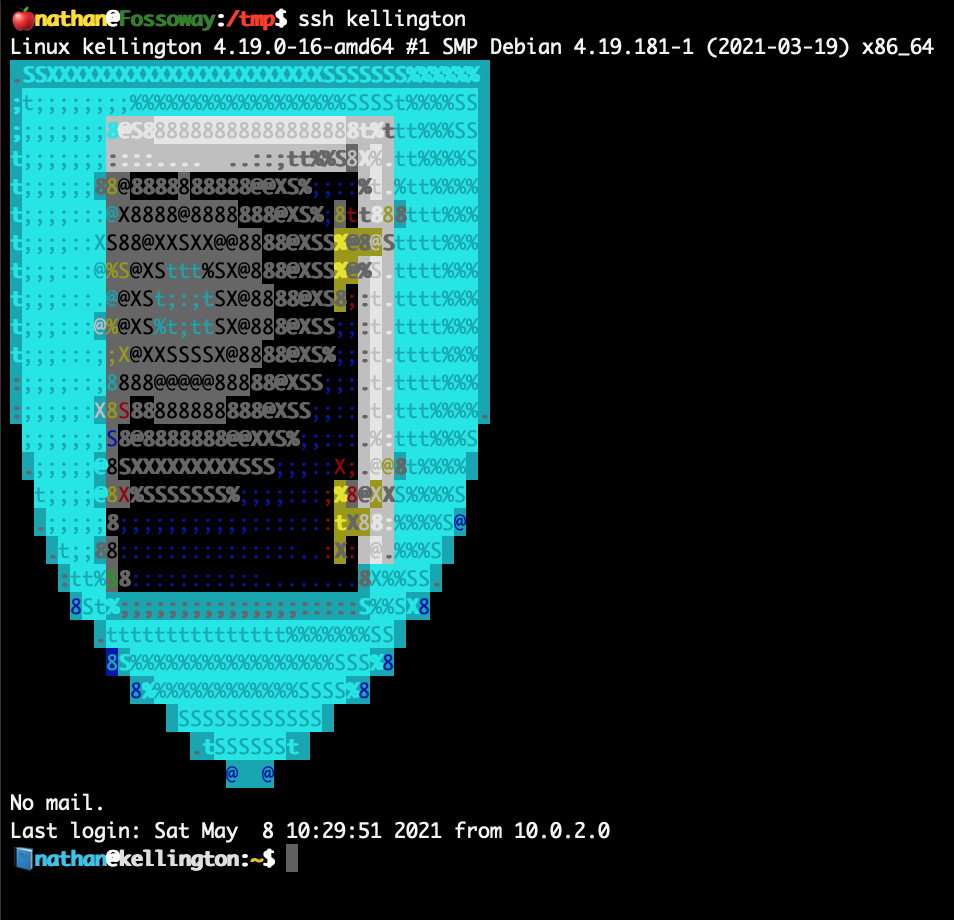 nathan@Fossoway:/tmp$ ssh kellington
Linux kellington 4.19.0-16-amd64 #1 SMP Debian 4.19.181-1 (2021-03-19) x86_64
No mail.
Last login: Sat May  8 10:29:51 2021 from 10.0.2.0
nathan@kellington:~$